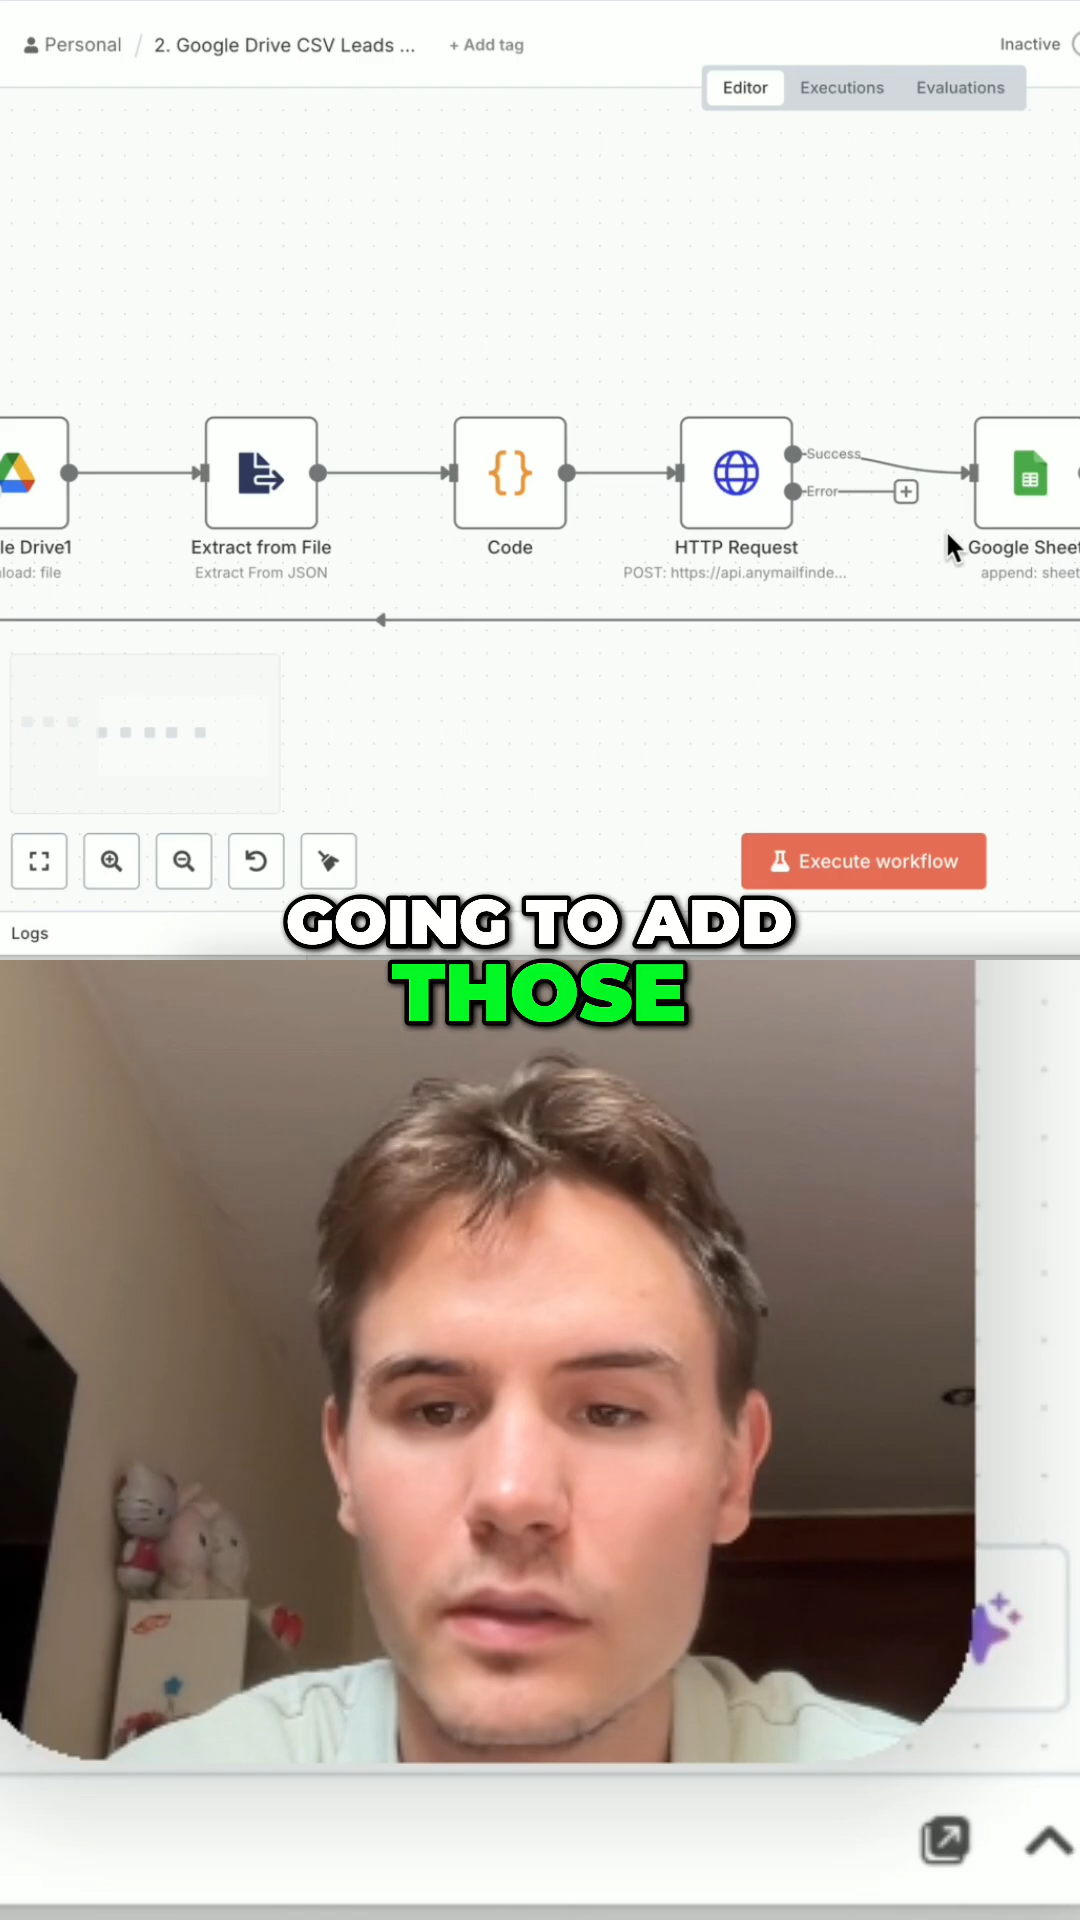 Personal / 2. Google Drive CSV Leads ... + Add tag
Inactive
Editor Executions Evaluations
Success
Error
le Drive1
Extract from File
Code
HTTP Request
Google Sheet
load: file
Extract From JSON
POST: https://api.anymailfinde...
append: sheet
Execute workflow
Logs
GOING TO ADD
THOSE